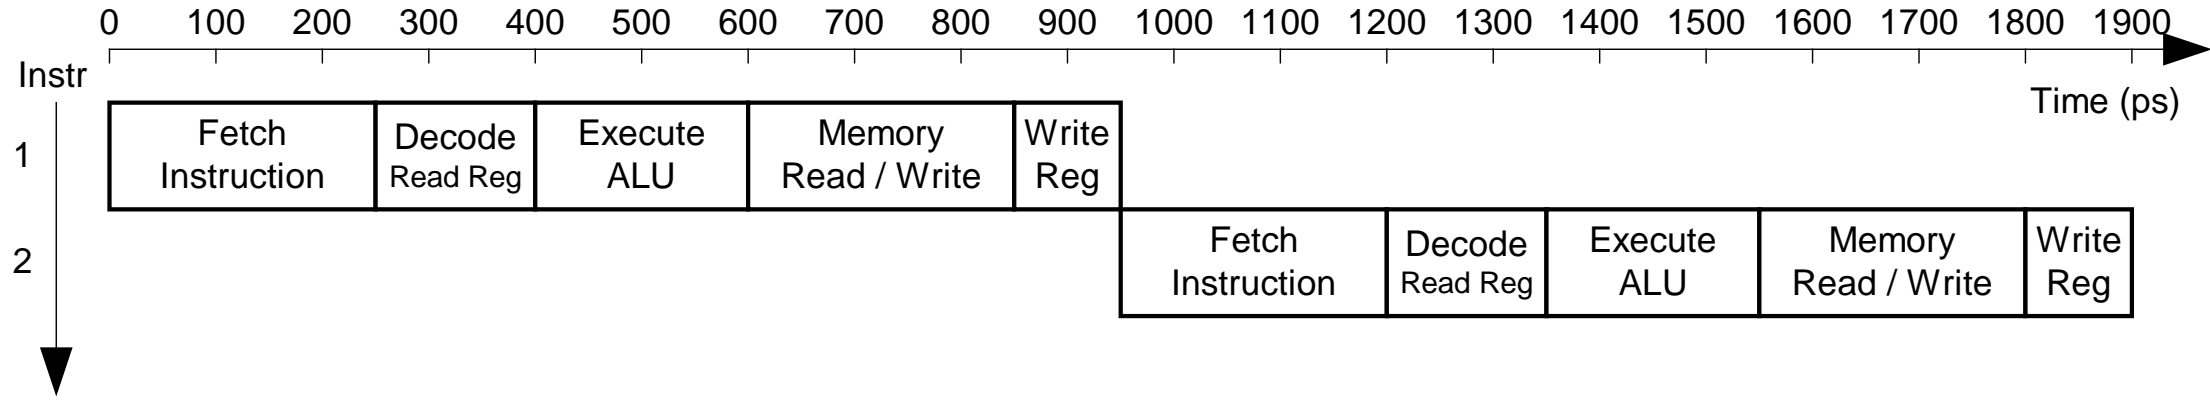 0 100 200 300 400 500 600 700 800 900 1000 1100 1200 1300 1400 1500 1600 1700 1800 1900
Instr
Time (ps)
1
Fetch
Instruction
Decode
Read Reg
Execute
ALU
Memory
Read / Write
Write
Reg
2
Fetch
Instruction
Decode
Read Reg
Execute
ALU
Memory
Read / Write
Write
Reg